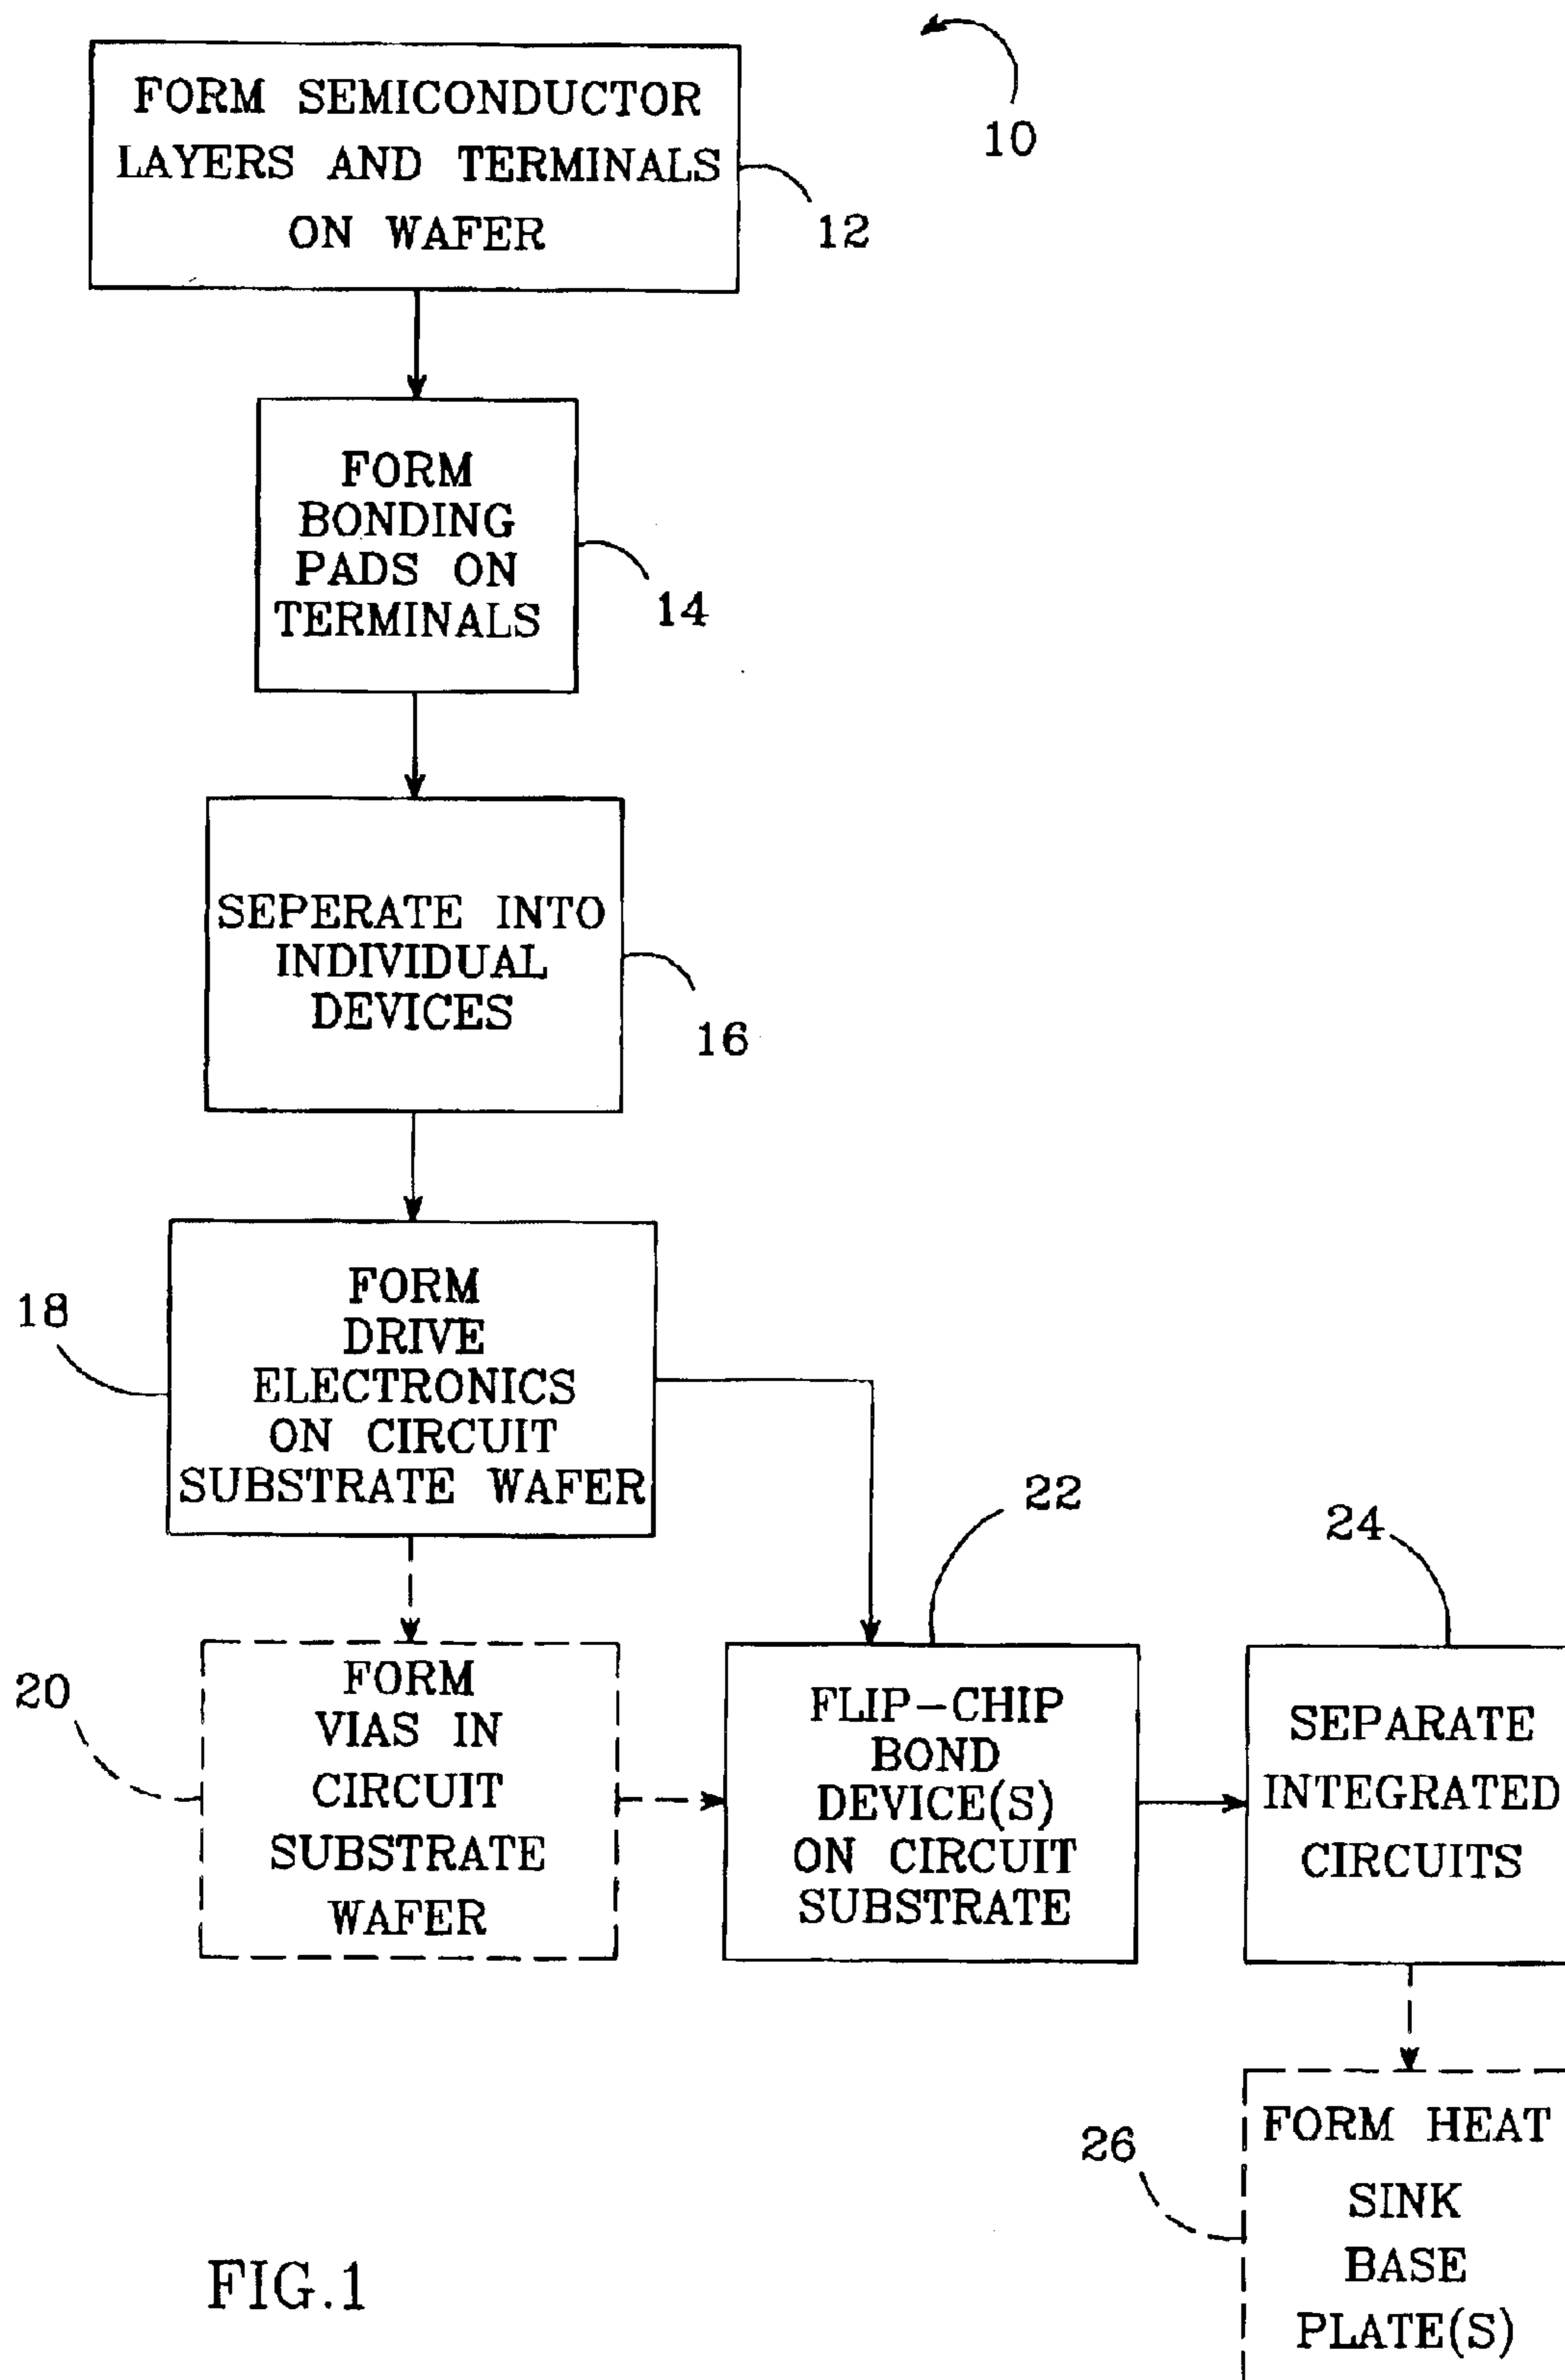 10
FORM SEMICONDUCTOR
LAYERS AND TERMINALS
ON WAFER
12
FORM
BONDING
PADS ON
TERMINALS
14
SEPERATE INTO
INDIVIDUAL
DEVICES
16
FORM
DRIVE
ELECTRONICS
ON CIRCUIT
SUBSTRATE WAFER
18
FORM
VIAS IN
CIRCUIT
SUBSTRATE
WAFER
20
FLIP-CHIP
BOND
DEVICE(S)
ON CIRCUIT
SUBSTRATE
22
SEPARATE
INTEGRATED
CIRCUITS
24
FORM HEAT
SINK
BASE
PLATE(S)
26
FIG.1